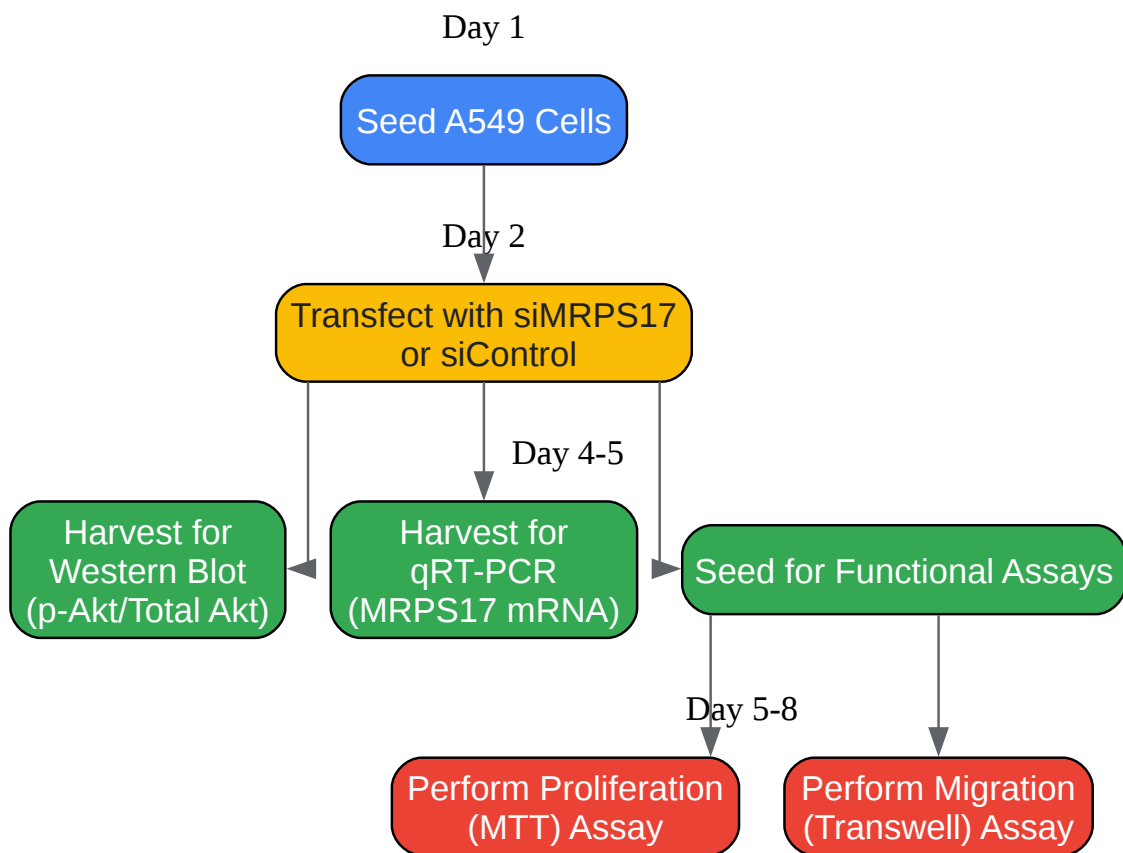 Day 1
Seed A549 Cells
Day 2
Transfect with siMRPS17
or siControl
Day 4-5
Harvest for
Western Blot
(p-Akt/Total Akt)
Harvest for
qRT-PCR
(MRPS17 mRNA)
Seed for Functional Assays
Day 5-8
Perform Proliferation
(MTT) Assay
Perform Migration
(Transwell) Assay